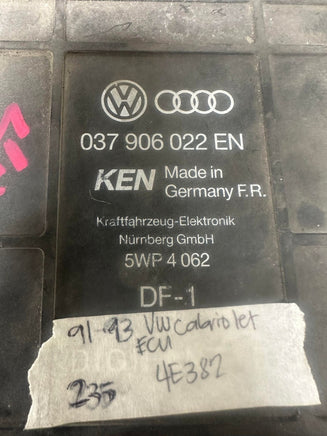 037 906 022 EN
KEN Made in
Germany F.R.
Kraftfahrzeug-Elektronik
Nürnberg GmbH
5WP 4 062
DF-1
91-93 VW Cabriolet
ECU
235 4E382